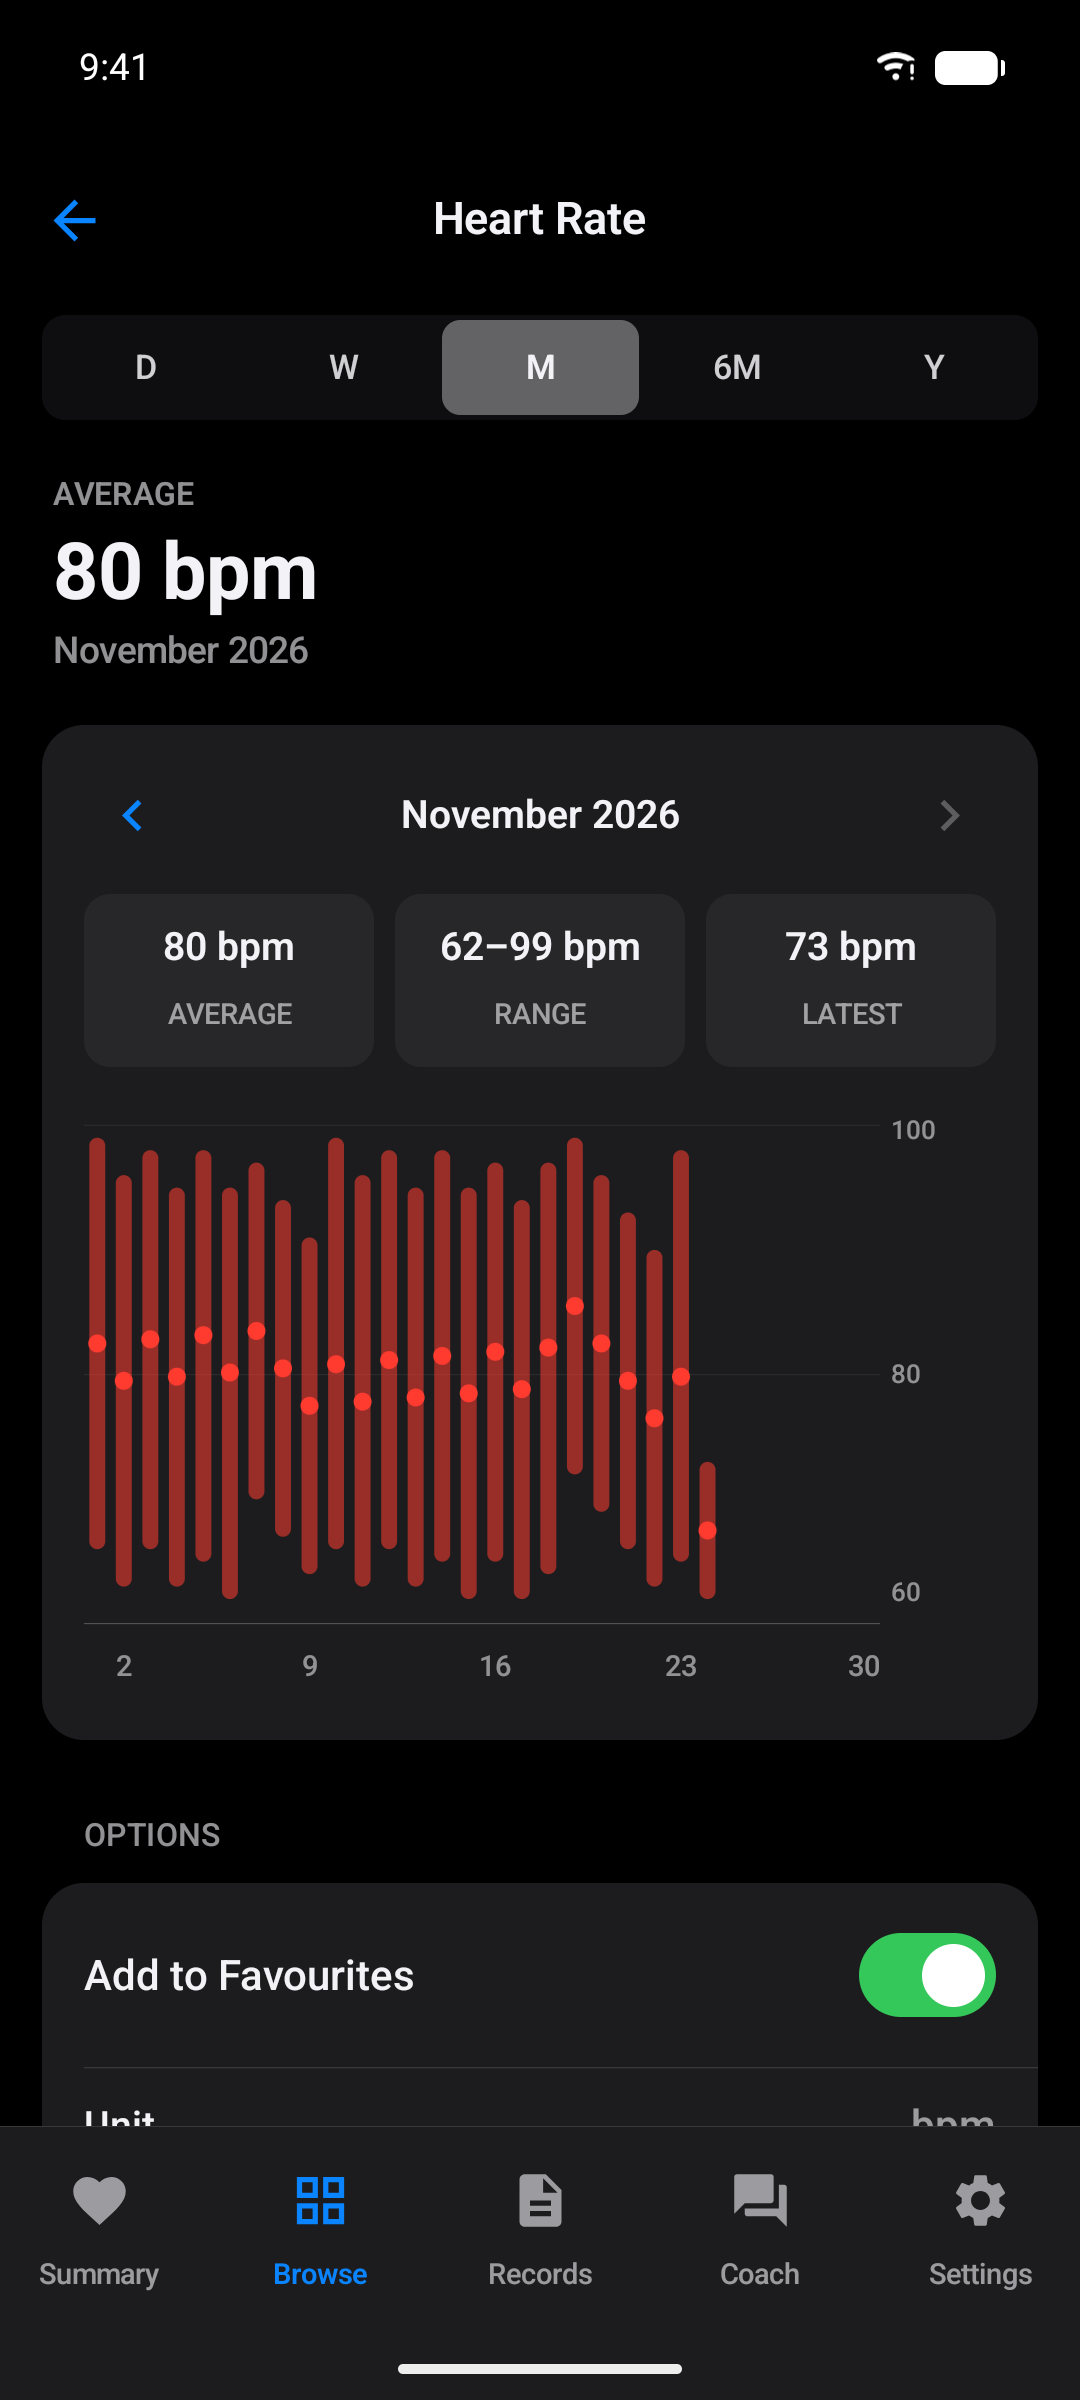 9:41
Heart Rate
D W M 6M Y
AVERAGE
80 bpm
November 2026
November 2026
80 bpm 62–99 bpm 73 bpm
AVERAGE RANGE LATEST
100
80
60
2 9 16 23 30
OPTIONS
Add to Favourites
Unit bpm
Summary Browse Records Coach Settings